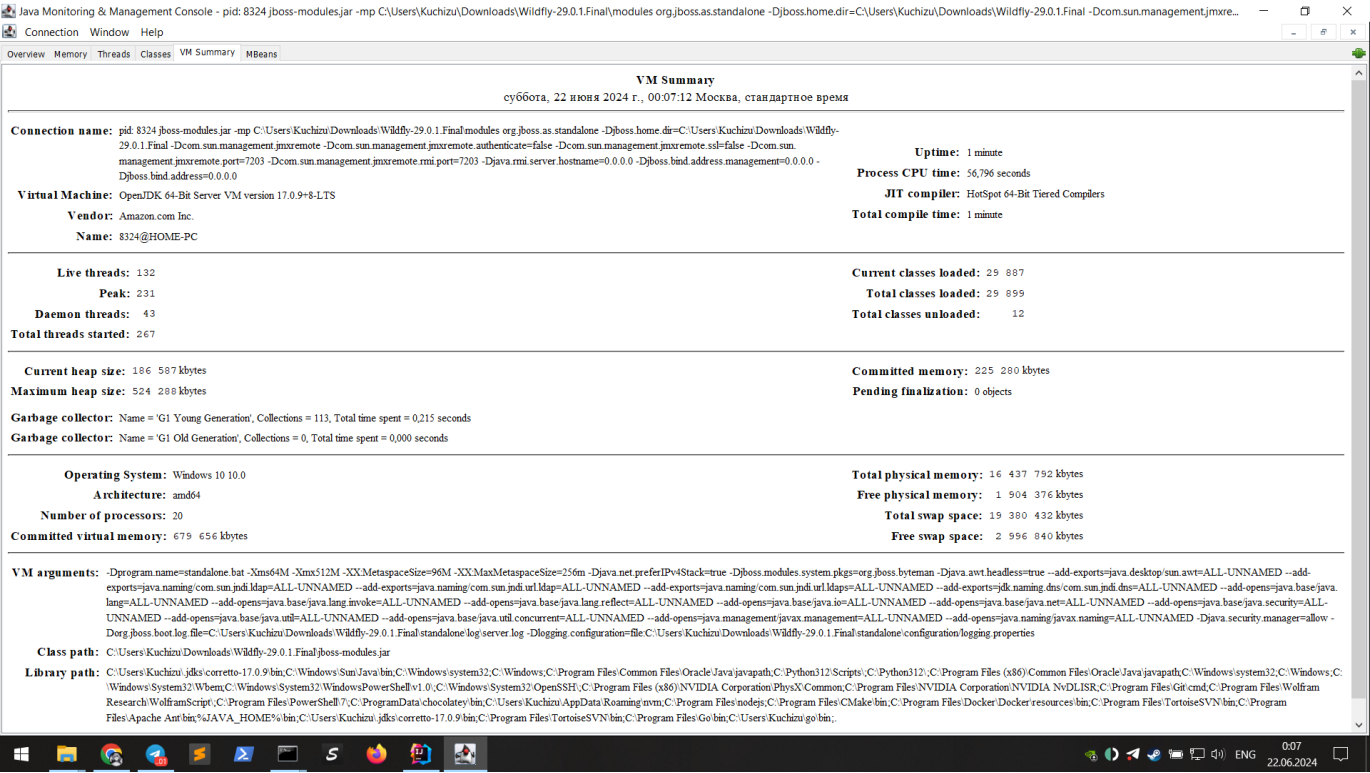 Java Monitoring & Management Console - pid: 8324 jboss-modules.jar -mp C:\Users\Kuchizu\Downloads\Wildfly-29.0.1.Final\modules org.jboss.as.standalone -Djboss.home.dir=C:\Users\Kuchizu\Downloads\Wildfly-29.0.1.Final -Dcom.sun.management.jmxre...
Connection Window Help
Overview Memory Threads Classes VM Summary MBeans
VM Summary
суббота, 22 июня 2024 г., 00:07:12 Москва, стандартное время
Connection name: pid: 8324 jboss-modules.jar -mp C:\Users\Kuchizu\Downloads\Wildfly-29.0.1.Final\modules org.jboss.as.standalone -Djboss.home.dir=C:\Users\Kuchizu\Downloads\Wildfly-
29.0.1.Final -Dcom.sun.management.jmxremote -Dcom.sun.management.jmxremote.authenticate=false -Dcom.sun.management.jmxremote.ssl=false -Dcom.sun.
management.jmxremote.port=7203 -Dcom.sun.management.jmxremote.rmi.port=7203 -Djava.rmi.server.hostname=0.0.0.0 -Djboss.bind.address.management=0.0.0.0 -
Djboss.bind.address=0.0.0.0
Virtual Machine: OpenJDK 64-Bit Server VM version 17.0.9+8-LTS
Vendor: Amazon.com Inc.
Name: 8324@HOME-PC
Uptime: 1 minute
Process CPU time: 56,796 seconds
JIT compiler: HotSpot 64-Bit Tiered Compilers
Total compile time: 1 minute
Live threads: 132
Peak: 231
Daemon threads: 43
Total threads started: 267
Current classes loaded: 29 887
Total classes loaded: 29 899
Total classes unloaded: 12
Current heap size: 186 587 kbytes
Maximum heap size: 524 288 kbytes
Committed memory: 225 280 kbytes
Pending finalization: 0 objects
Garbage collector: Name = 'G1 Young Generation', Collections = 113, Total time spent = 0,215 seconds
Garbage collector: Name = 'G1 Old Generation', Collections = 0, Total time spent = 0,000 seconds
Operating System: Windows 10 10.0
Architecture: amd64
Number of processors: 20
Committed virtual memory: 679 656 kbytes
Total physical memory: 16 437 792 kbytes
Free physical memory: 1 904 376 kbytes
Total swap space: 19 380 432 kbytes
Free swap space: 2 996 840 kbytes
VM arguments: -Dprogram.name=standalone.bat -Xms64M -Xmx512M -XX:MetaspaceSize=96M -XX:MaxMetaspaceSize=256m -Djava.net.preferIPv4Stack=true -Djboss.modules.system.pkgs=org.jboss.byteman -Djava.awt.headless=true --add-exports=java.desktop/sun.awt=ALL-UNNAMED --add-
exports=java.naming/com.sun.jndi.ldap=ALL-UNNAMED --add-exports=java.naming/com.sun.jndi.url.ldap=ALL-UNNAMED --add-exports=java.naming/com.sun.jndi.url.ldaps=ALL-UNNAMED --add-exports=jdk.naming.dns/com.sun.jndi.dns=ALL-UNNAMED --add-opens=java.base/java.
lang=ALL-UNNAMED --add-opens=java.base/java.lang.invoke=ALL-UNNAMED --add-opens=java.base/java.lang.reflect=ALL-UNNAMED --add-opens=java.base/java.io=ALL-UNNAMED --add-opens=java.base/java.net=ALL-UNNAMED --add-opens=java.base/java.security=ALL-
UNNAMED --add-opens=java.base/java.util=ALL-UNNAMED --add-opens=java.base/java.util.concurrent=ALL-UNNAMED --add-opens=java.management/javax.management=ALL-UNNAMED --add-opens=java.naming/javax.naming=ALL-UNNAMED -Djava.security.manager=allow -
Dorg.jboss.boot.log.file=C:\Users\Kuchizu\Downloads\Wildfly-29.0.1.Final\standalone\log\server.log -Dlogging.configuration=file:C:\Users\Kuchizu\Downloads\Wildfly-29.0.1.Final\standalone\configuration/logging.properties
Class path: C:\Users\Kuchizu\Downloads\Wildfly-29.0.1.Final\jboss-modules.jar
Library path: C:\Users\Kuchizu\.jdks\corretto-17.0.9\bin;C:\Windows\Sun\Java\bin;C:\Windows\system32;C:\Windows;C:\Program Files\Common Files\Oracle\Java\javapath;C:\Python312\Scripts\;C:\Python312\;C:\Program Files (x86)\Common Files\Oracle\Java\javapath;C:\Windows\system32;C:\Windows;C:
\Windows\System32\Wbem;C:\Windows\System32\WindowsPowerShell\v1.0\;C:\Windows\System32\OpenSSH\;C:\Program Files (x86)\NVIDIA Corporation\PhysX\Common;C:\Program Files\NVIDIA Corporation\NVIDIA NvDLISR;C:\Program Files\Git\cmd;C:\Program Files\Wolfram
Research\WolframScript\;C:\Program Files\PowerShell\7\;C:\ProgramData\chocolatey\bin;C:\Users\Kuchizu\AppData\Roaming\nvm;C:\Program Files\nodejs;C:\Program Files\CMake\bin;C:\Program Files\Docker\Docker\resources\bin;C:\Program Files\TortoiseSVN\bin;C:\Program
Files\Apache Ant\bin;%JAVA_HOME%\bin;C:\Users\Kuchizu\.jdks\corretto-17.0.9\bin;C:\Program Files\TortoiseSVN\bin;C:\Program Files\Go\bin;C:\Users\Kuchizu\go\bin;.
ENG
0:07
22.06.2024